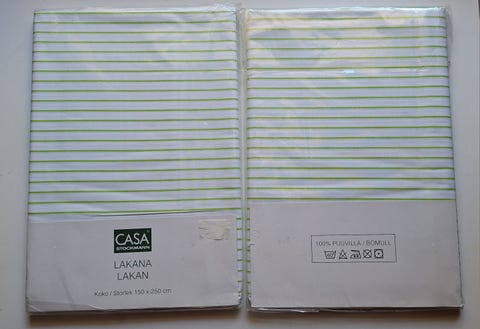 CASA
STOCKMANN
LAKANA
LAKAN
Koko / Storlek 150 x 250 cm
100% PUUVILLA / BOMULL